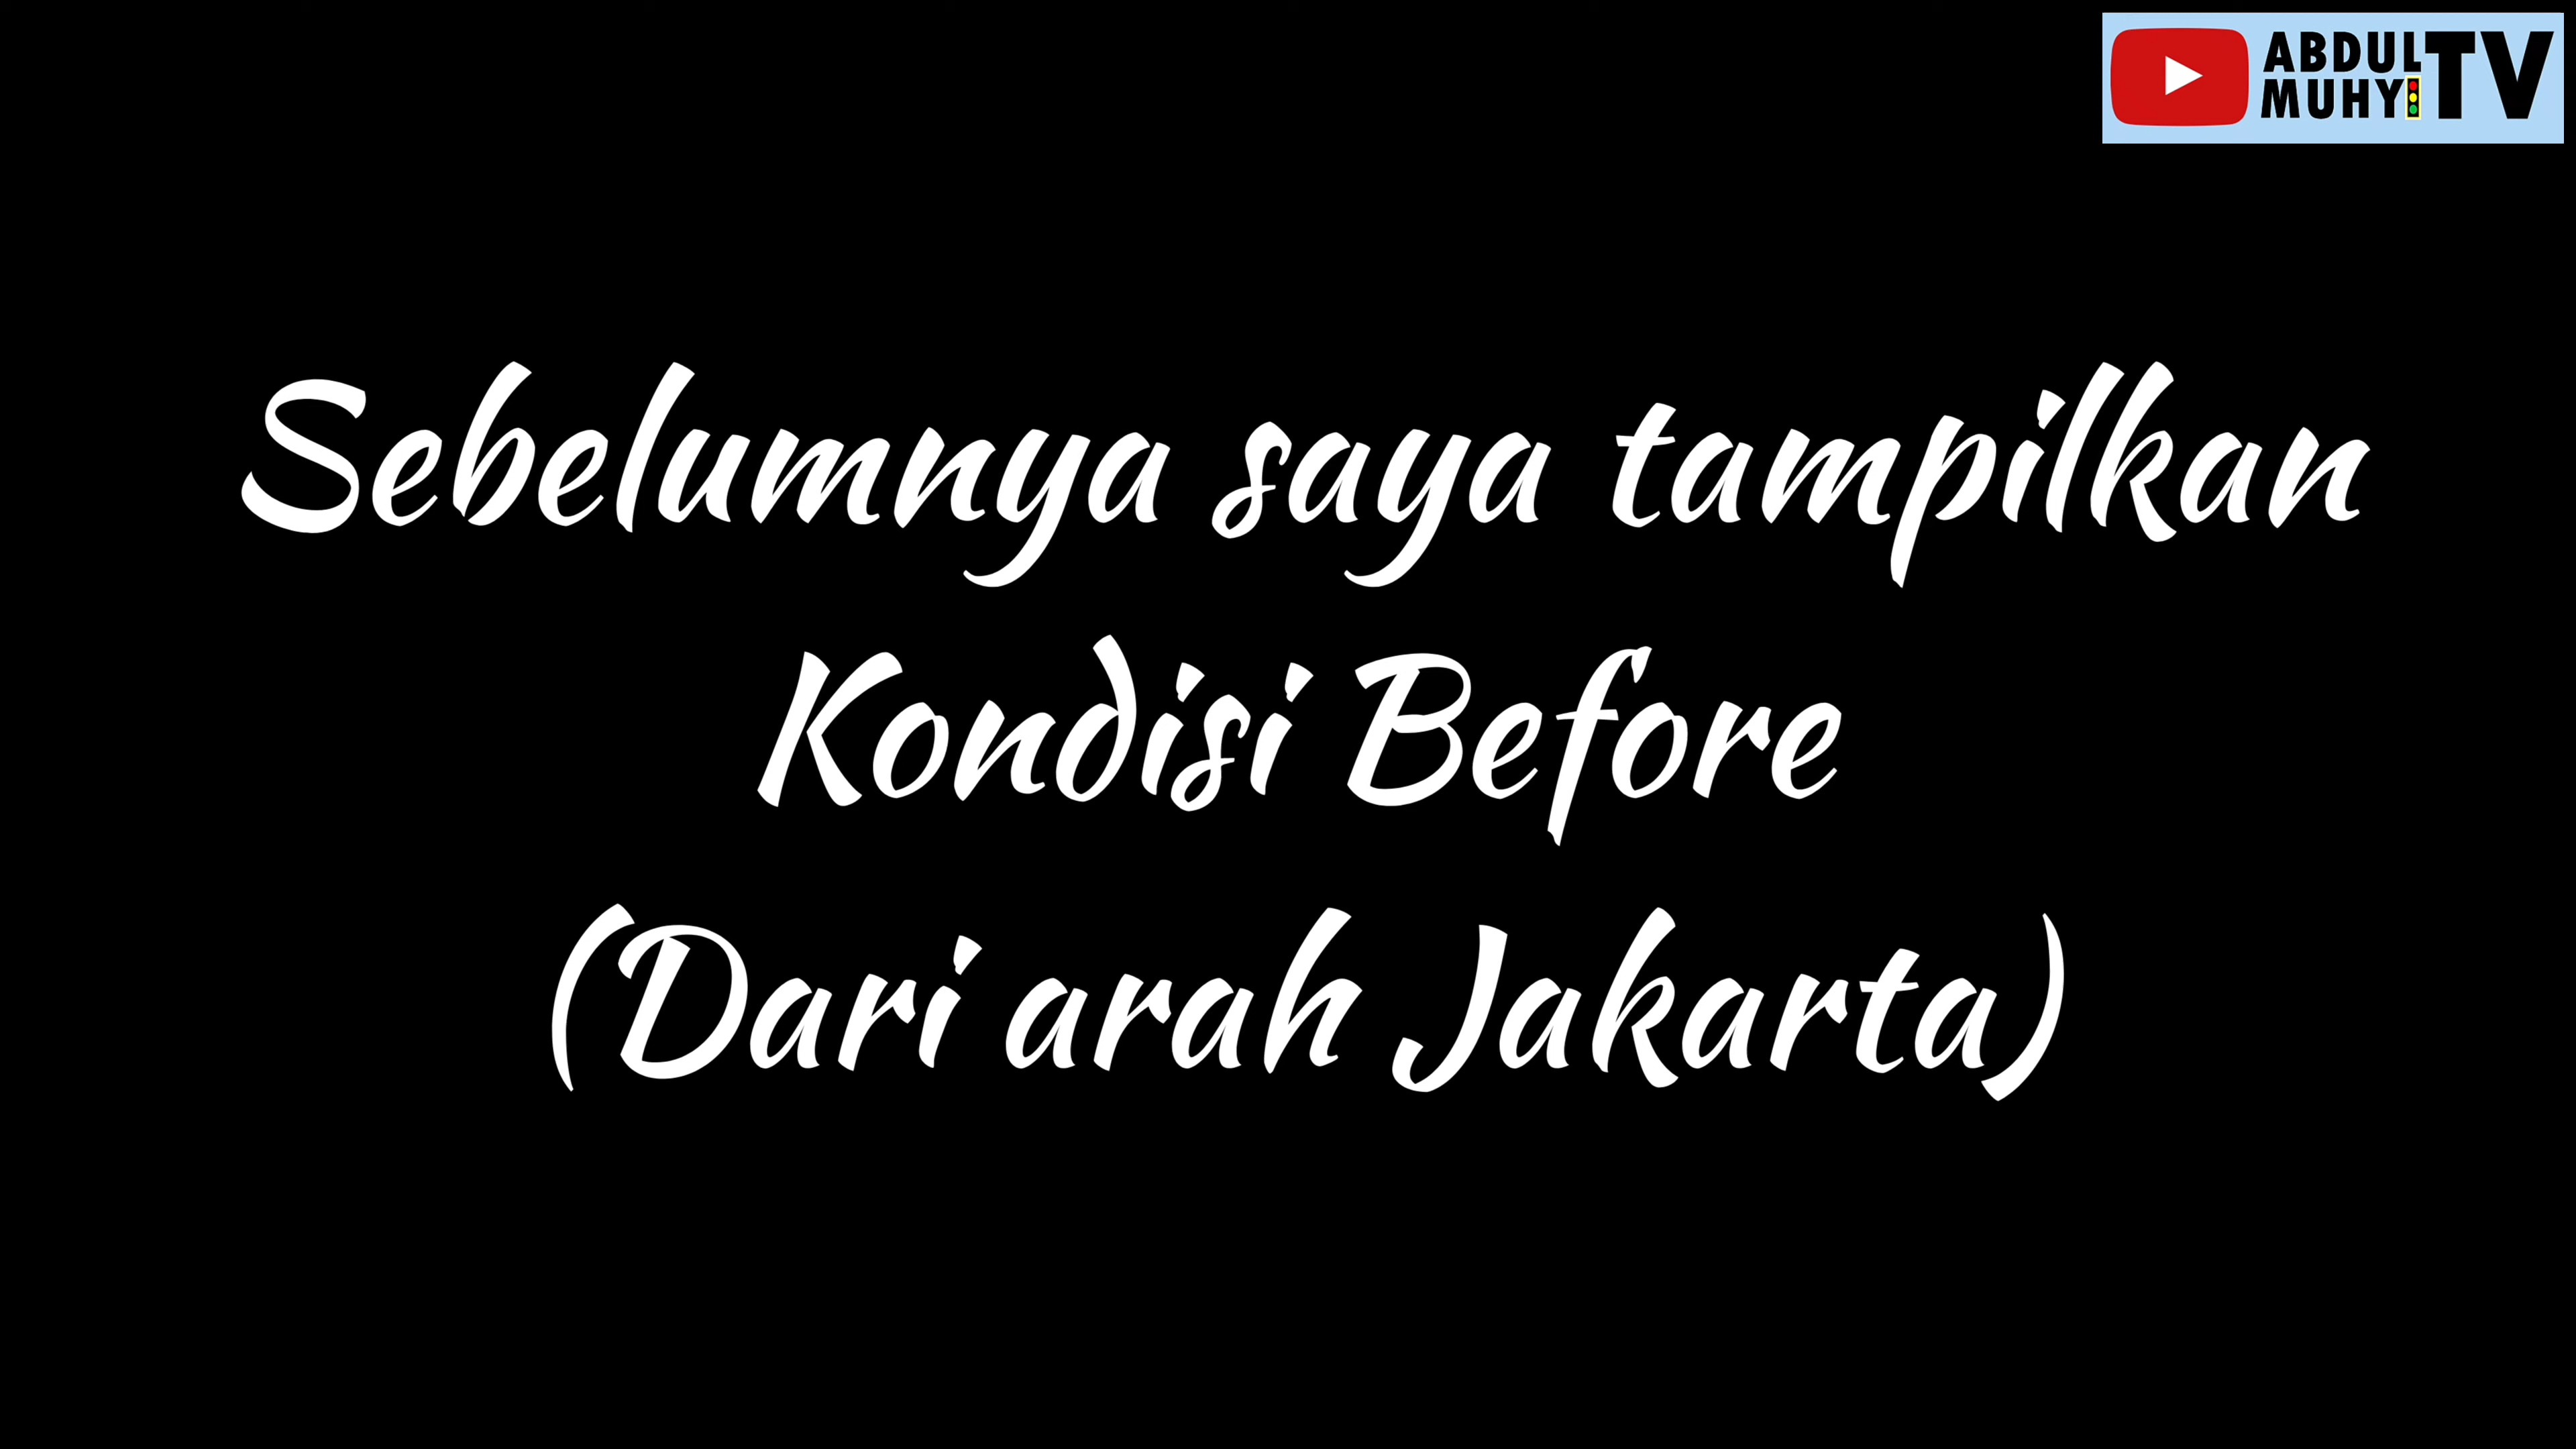 ABDUL
MUHYI TV
Sebelumnya saya tampilkan
Kondisi Before
(Dari arah Jakarta)